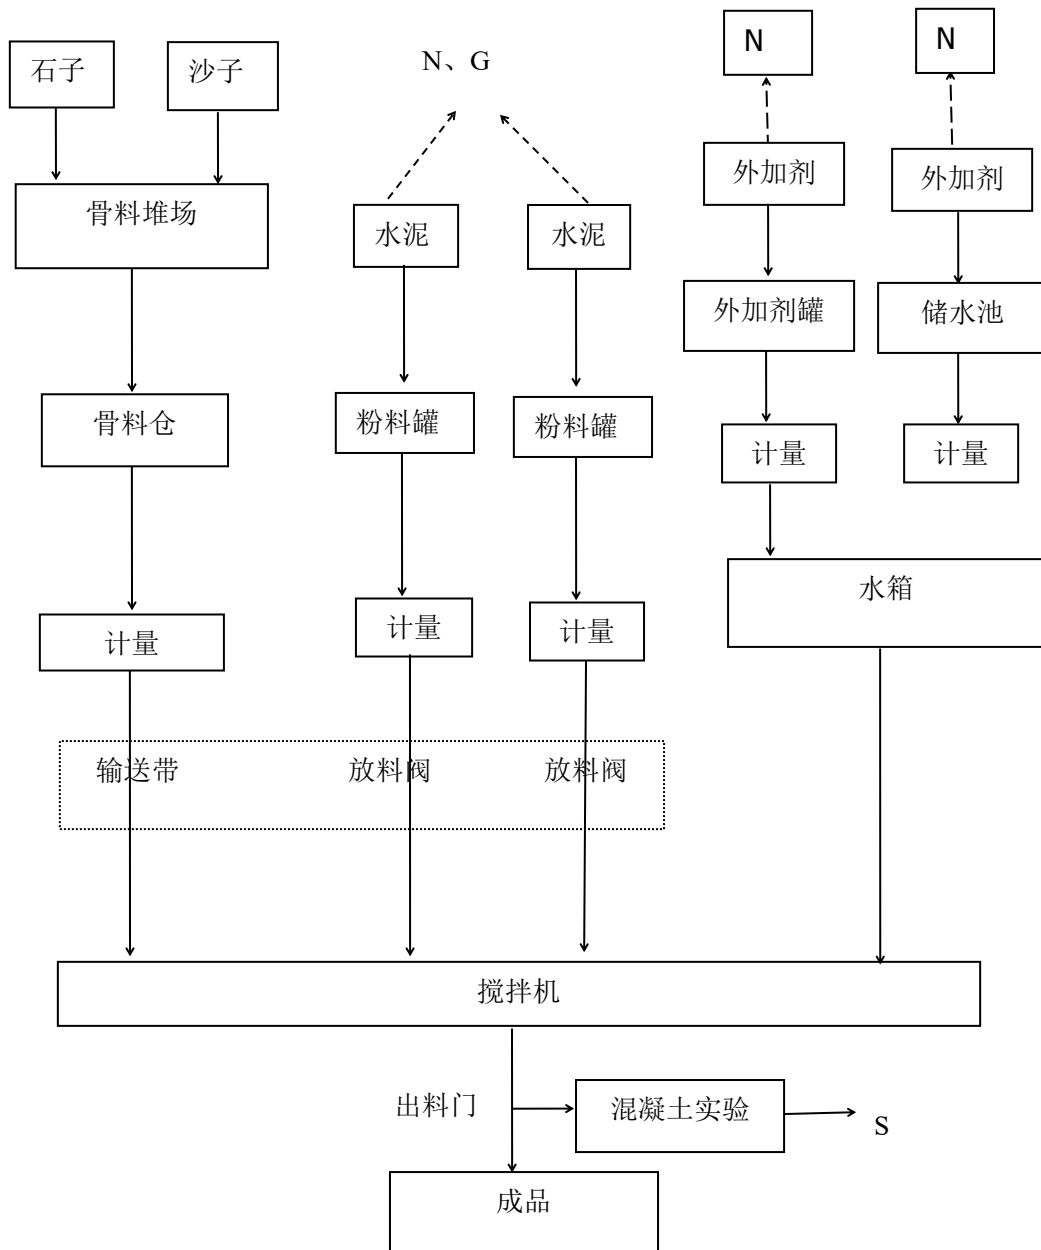 N
N
石子
沙子
N、G
外加剂
外加剂
骨料堆场
水泥
水泥
外加剂罐
储水池
骨料仓
粉料罐
粉料罐
计量
计量
水箱
计量
计量
计量
输送带
放料阀
放料阀
搅拌机
出料门
混凝土实验
S
成品